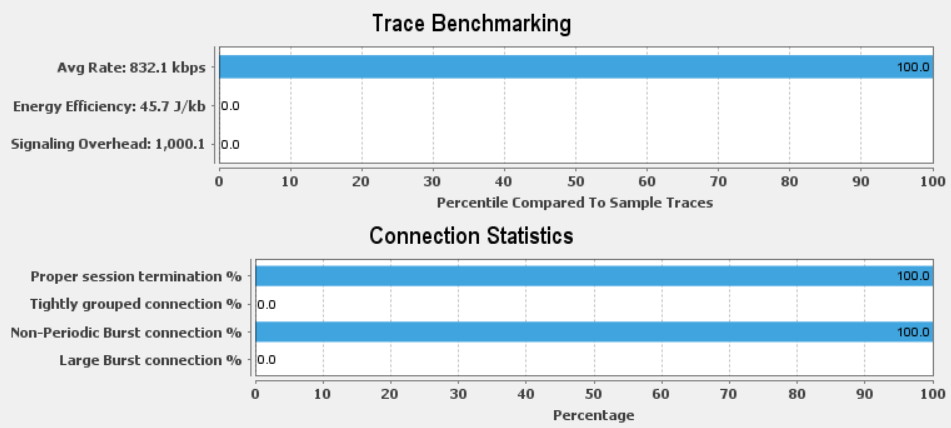 Trace Benchmarking
Avg Rate: 832.1 kbps 100.0
Energy Efficiency: 45.7 J/kb 0.0
Signaling Overhead: 1,000.1 0.0
0 10 20 30 40 50 60 70 80 90 100
Percentile Compared To Sample Traces
Connection Statistics
Proper session termination % 100.0
Tightly grouped connection % 0.0
Non-Periodic Burst connection % 100.0
Large Burst connection % 0.0
0 10 20 30 40 50 60 70 80 90 100
Percentage